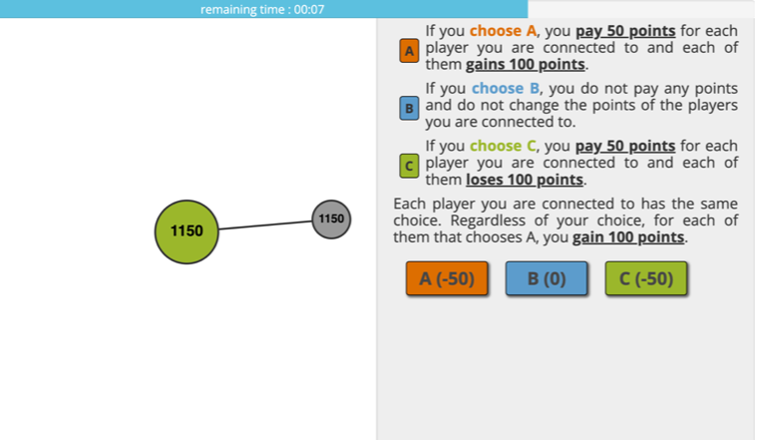 remaining time : 00:07
If you choose A, you pay 50 points for each
A player you are connected to and each of
them gains 100 points.
If you choose B, you do not pay any points
B and do not change the points of the players
you are connected to.
If you choose C, you pay 50 points for each
C player you are connected to and each of
them loses 100 points.
Each player you are connected to has the same
choice. Regardless of your choice, for each of
them that chooses A, you gain 100 points.
1150
1150
A (-50) B (0) C (-50)